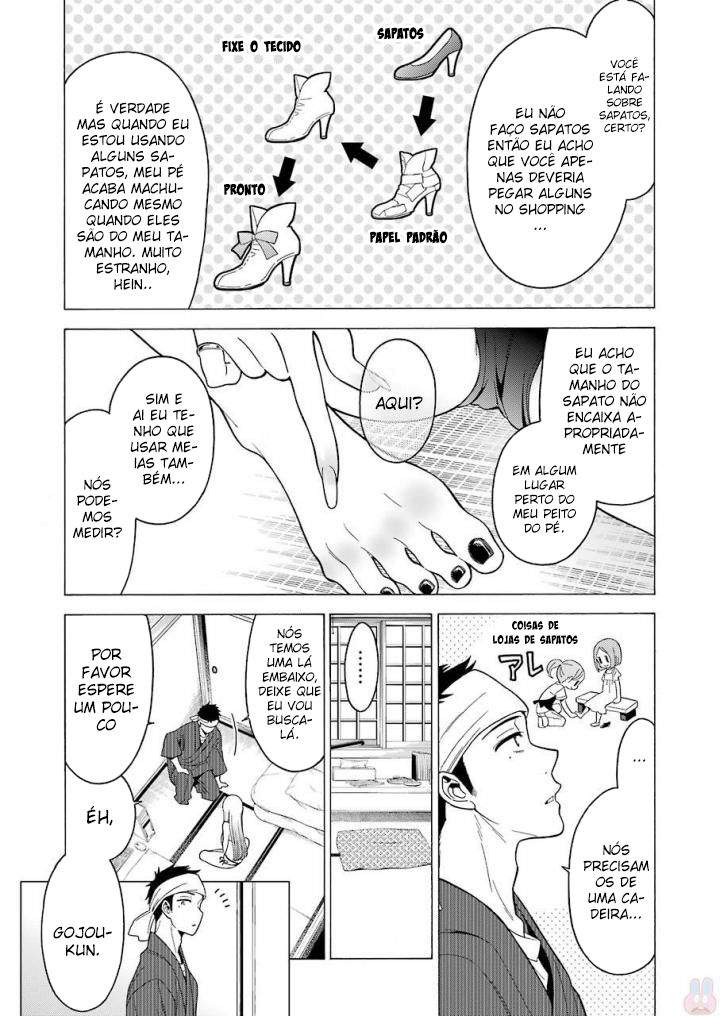 VOCÊ
ESTÁ FA-
LANDO
SOBRE
SAPATOS,
CERTO?
EU NÃO
FAÇO SAPATOS
ENTÃO EU ACHO
QUE VOCÊ APE-
NAS DEVERIA
PEGAR ALGUNS
NO SHOPPING
...
SAPATOS
PAPEL PADRÃO
FIXE O TECIDO
PRONTO
É VERDADE
MAS QUANDO EU
ESTOU USANDO
ALGUNS SA-
PATOS, MEU PÉ
ACABA MACHU-
CANDO MESMO
QUANDO ELES
SÃO DO MEU TA-
MANHO. MUITO
ESTRANHO,
HEIN..
EU ACHO
QUE O TA-
MANHO DO
SAPATO NÃO
ENCAIXA A-
PROPRIADA-
MENTE
EM ALGUM
LUGAR
PERTO DO
MEU PEITO
DO PÉ.
AQUI?
SIM E
AI EU TE-
NHO QUE
USAR ME-
IAS TAM-
BÉM...
NÓS
PODE-
MOS
MEDIR?
COISAS DE
LOJAS DE SAPATOS
アレ
...
NÓS
PRECISAM
OS DE
UMA CA-
DEIRA...
......
NÓS
TEMOS
UMA LÁ
EMBAIXO,
DEIXE QUE
EU VOU
BUSCA-
LÁ.
POR
FAVOR
ESPERE
UM POU-
CO
ÉH,
GOJOU-
KUN.